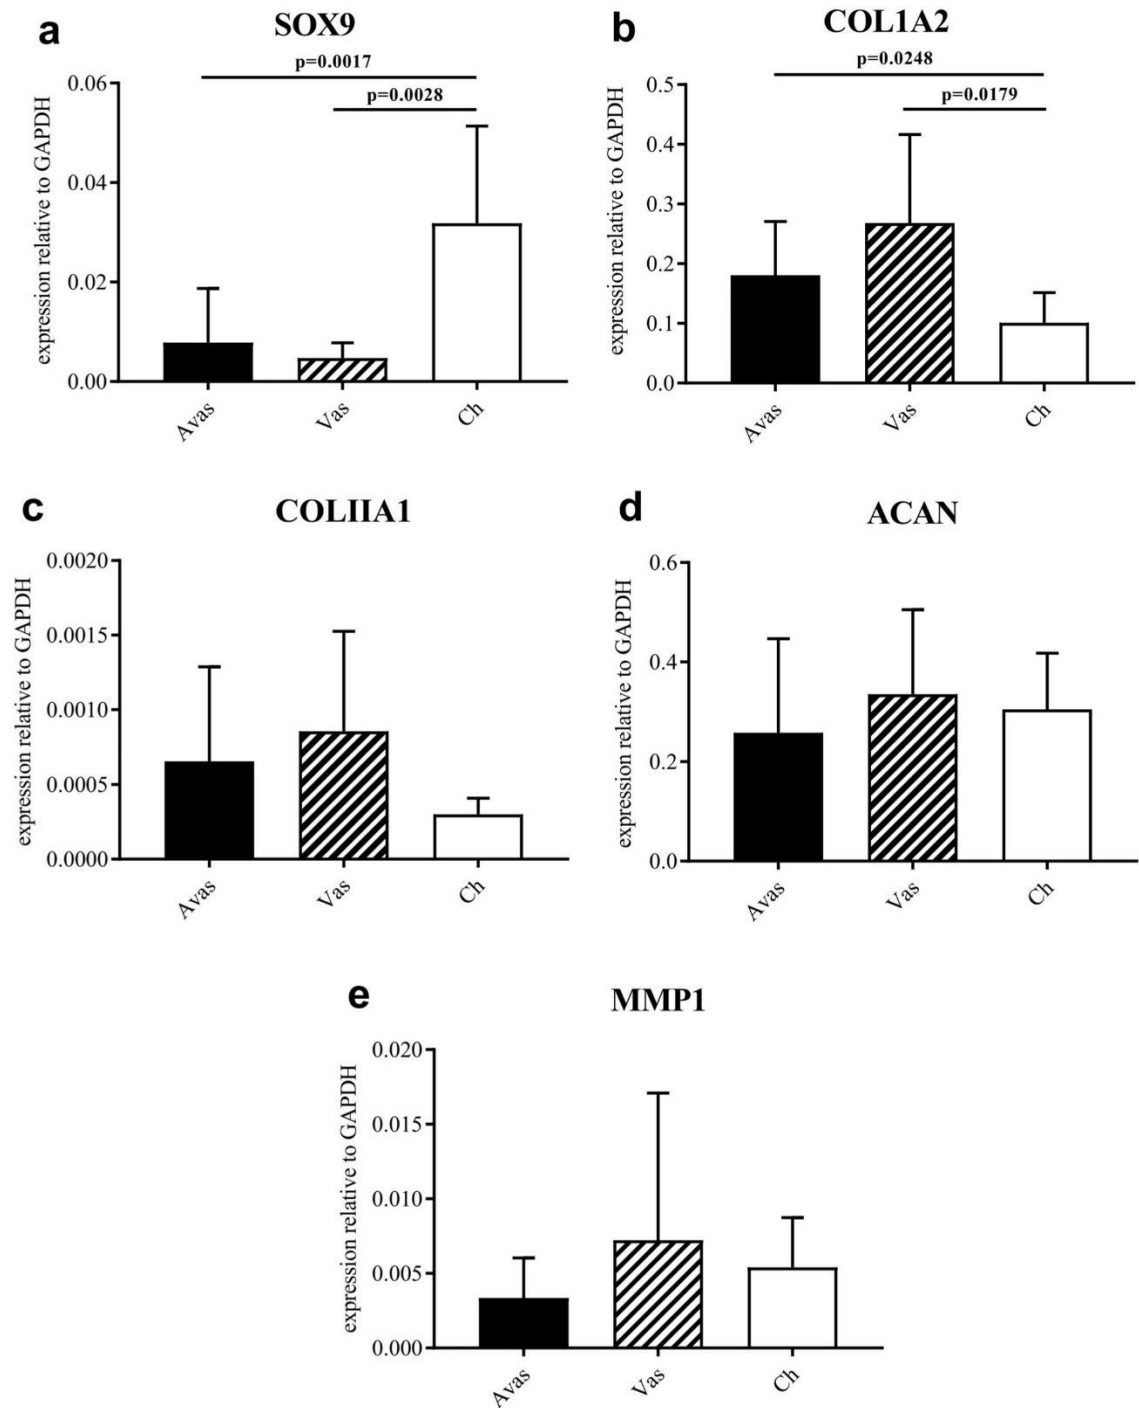 a
SOX9
p=0.0017
p=0.0028
expression relative to GAPDH
0.06
0.04
0.02
0.00
Avas
Vas
Ch
b
COL1A2
p=0.0248
p=0.0179
expression relative to GAPDH
0.5
0.4
0.3
0.2
0.1
0.0
Avas
Vas
Ch
c
COLIIA1
expression relative to GAPDH
0.0020
0.0015
0.0010
0.0005
0.0000
Avas
Vas
Ch
d
ACAN
expression relative to GAPDH
0.6
0.4
0.2
0.0
Avas
Vas
Ch
e
MMP1
expression relative to GAPDH
0.020
0.015
0.010
0.005
0.000
Avas
Vas
Ch